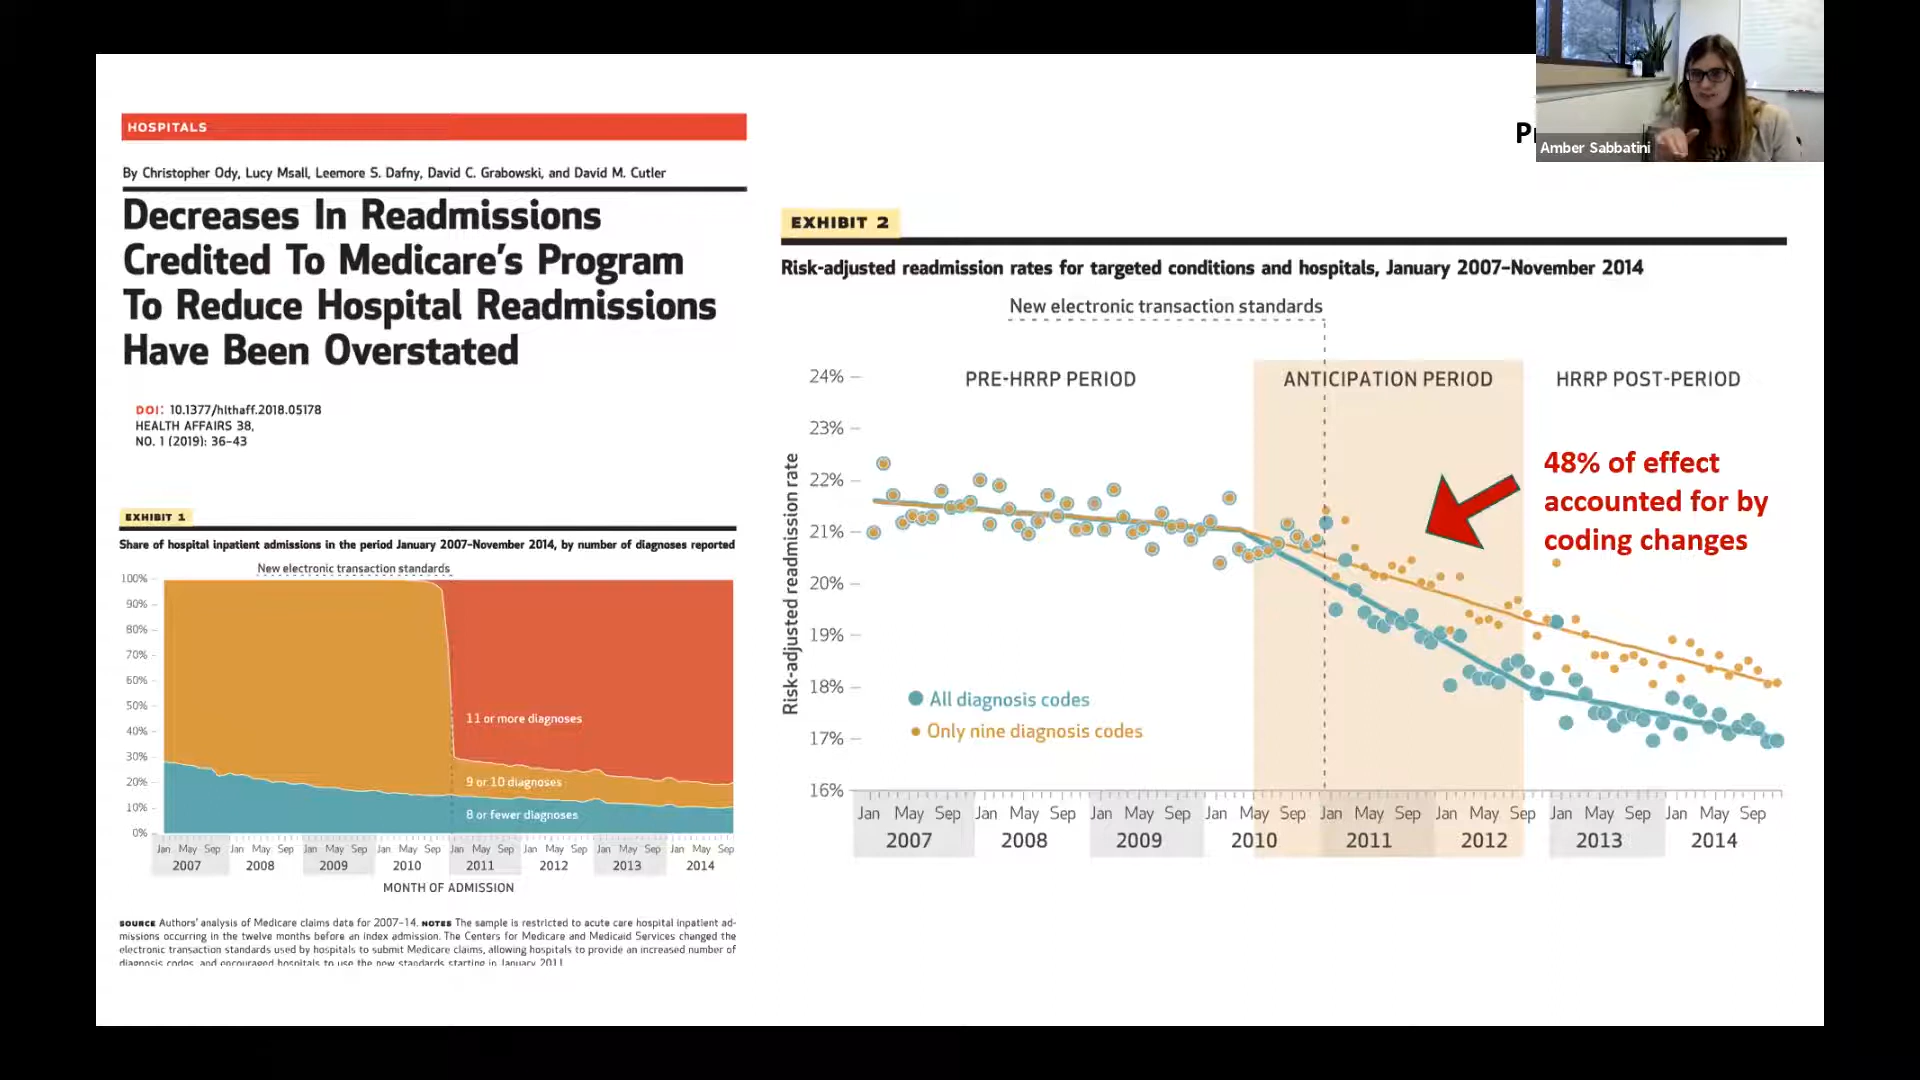 HOSPITALS
By Christopher Ody, Lucy Msall, Leemore S. Dafny, David C. Grabowski, and David M. Cutler
Decreases In Readmissions
Credited To Medicare's Program
To Reduce Hospital Readmissions
Have Been Overstated
DOI: 10.1377/hlthaff.2018.05178
HEALTH AFFAIRS 38,
NO. 1 (2019): 36–43
EXHIBIT 1
Share of hospital inpatient admissions in the period January 2007–November 2014, by number of diagnoses reported
New electronic transaction standards
100%
90%
80%
70%
60%
50%
40%
30%
20%
10%
0%
11 or more diagnoses
9 or 10 diagnoses
8 or fewer diagnoses
Jan May Sep Jan May Sep Jan May Sep Jan May Sep Jan May Sep Jan May Sep Jan May Sep Jan May Sep
2007 2008 2009 2010 2011 2012 2013 2014
MONTH OF ADMISSION
SOURCE Authors' analysis of Medicare claims data for 2007–14. NOTES The sample is restricted to acute care hospital inpatient ad-
missions occurring in the twelve months before an index admission. The Centers for Medicare and Medicaid Services changed the
electronic transaction standards used by hospitals to submit Medicare claims, allowing hospitals to provide an increased number of
diagnosis codes, and encouraged hospitals to use the new standards starting in January 2011
Amber Sabbatini
EXHIBIT 2
Risk-adjusted readmission rates for targeted conditions and hospitals, January 2007–November 2014
New electronic transaction standards
PRE-HRRP PERIOD ANTICIPATION PERIOD HRRP POST-PERIOD
24%
23%
22%
21%
20%
19%
18%
17%
16%
Risk-adjusted readmission rate
48% of effect
accounted for by
coding changes
All diagnosis codes
Only nine diagnosis codes
Jan May Sep Jan May Sep Jan May Sep Jan May Sep Jan May Sep Jan May Sep Jan May Sep Jan May Sep
2007 2008 2009 2010 2011 2012 2013 2014